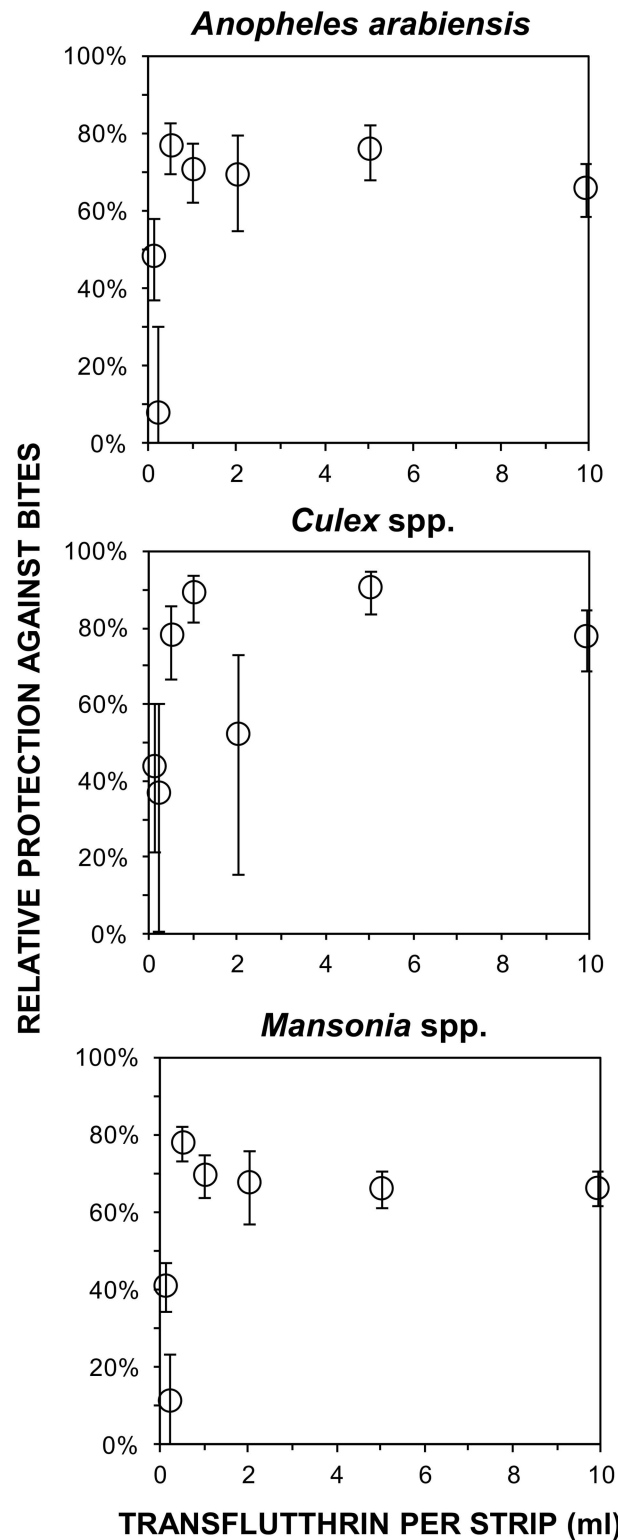 Anopheles arabiensis
100%
80%
60%
40%
20%
0%
0 2 4 6 8 10
Culex spp.
100%
80%
60%
40%
20%
0%
0 2 4 6 8 10
Mansonia spp.
100%
80%
60%
40%
20%
0%
0 2 4 6 8 10
RELATIVE PROTECTION AGAINST BITES
TRANSFLUTTHRIN PER STRIP (ml)